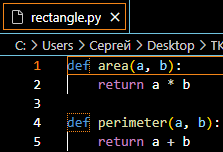 rectangle.py
C: > Users > Сергей > Desktop > TK
1 def area(a, b):
2 return a * b
3
4 def perimeter(a, b):
5 return a + b